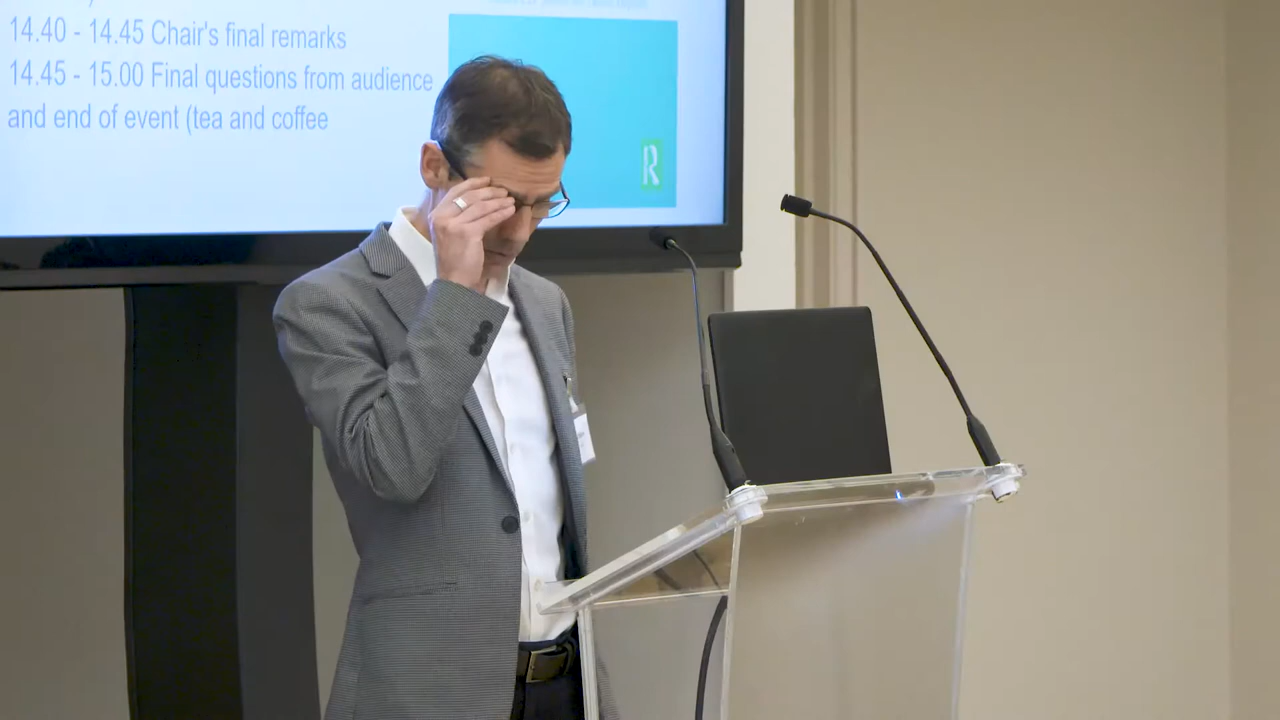 14.40 - 14.45 Chair's final remarks
14.45 - 15.00 Final questions from audience
and end of event (tea and coffee
R